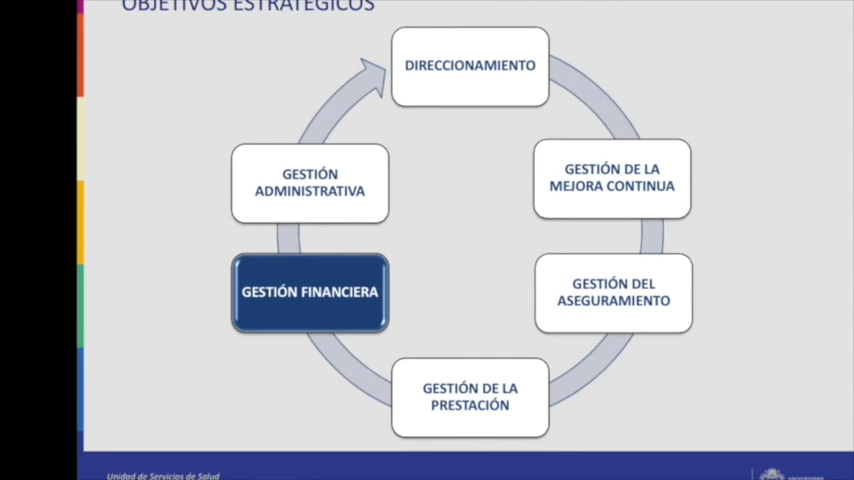 OBJETIVOS ESTRATÉGICOS
DIRECCIONAMIENTO
GESTIÓN DE LA
MEJORA CONTINUA
GESTIÓN DEL
ASEGURAMIENTO
GESTIÓN DE LA
PRESTACIÓN
GESTIÓN FINANCIERA
GESTIÓN
ADMINISTRATIVA
Unidad de Servicios de Salud
UNIVERSIDAD